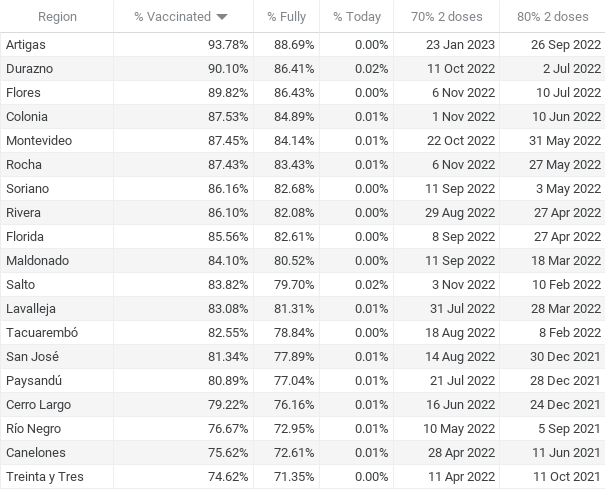 Region % Vaccinated % Fully % Today 70% 2 doses 80% 2 doses
Artigas 93.78% 88.69% 0.00% 23 Jan 2023 26 Sep 2022
Durazno 90.10% 86.41% 0.02% 11 Oct 2022 2 Jul 2022
Flores 89.82% 86.43% 0.00% 6 Nov 2022 10 Jul 2022
Colonia 87.53% 84.89% 0.01% 1 Nov 2022 10 Jun 2022
Montevideo 87.45% 84.14% 0.01% 22 Oct 2022 31 May 2022
Rocha 87.43% 83.43% 0.01% 6 Nov 2022 27 May 2022
Soriano 86.16% 82.68% 0.00% 11 Sep 2022 3 May 2022
Rivera 86.10% 82.08% 0.00% 29 Aug 2022 27 Apr 2022
Florida 85.56% 82.61% 0.00% 8 Sep 2022 27 Apr 2022
Maldonado 84.10% 80.52% 0.00% 11 Sep 2022 18 Mar 2022
Salto 83.82% 79.70% 0.02% 3 Nov 2022 10 Feb 2022
Lavalleja 83.08% 81.31% 0.01% 31 Jul 2022 28 Mar 2022
Tacuarembó 82.55% 78.84% 0.00% 18 Aug 2022 8 Feb 2022
San José 81.34% 77.89% 0.01% 14 Aug 2022 30 Dec 2021
Paysandú 80.89% 77.04% 0.01% 21 Jul 2022 28 Dec 2021
Cerro Largo 79.22% 76.16% 0.01% 16 Jun 2022 24 Dec 2021
Río Negro 76.67% 72.95% 0.01% 10 May 2022 5 Sep 2021
Canelones 75.62% 72.61% 0.01% 28 Apr 2022 11 Jun 2021
Treinta y Tres 74.62% 71.35% 0.00% 11 Apr 2022 11 Oct 2021